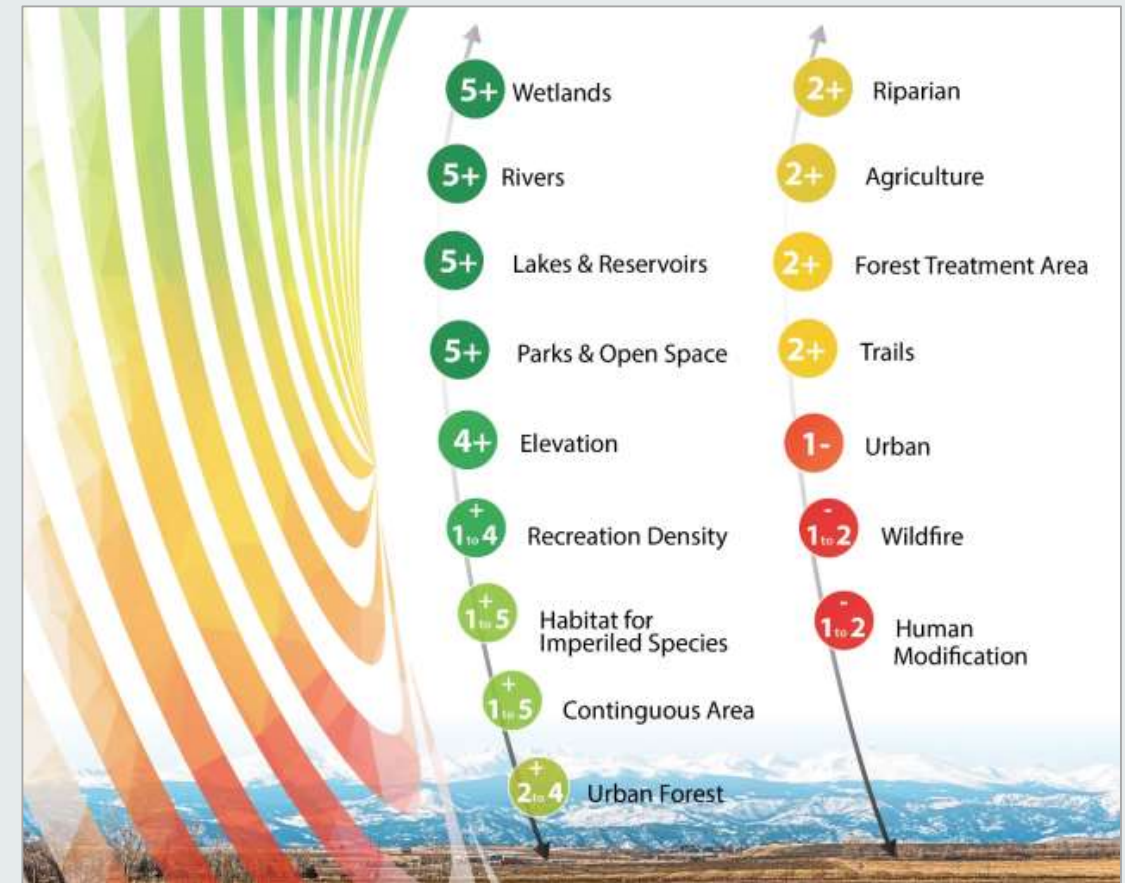 5+ Wetlands
5+ Rivers
5+ Lakes & Reservoirs
5+ Parks & Open Space
4+ Elevation
+
1 to 4 Recreation Density
+
1 to 5 Habitat for
Imperiled Species
+
1 to 5 Continguous Area
+
2 to 4 Urban Forest
2+ Riparian
2+ Agriculture
2+ Forest Treatment Area
2+ Trails
1- Urban
-
1 to 2 Wildfire
-
1 to 2 Human
Modification